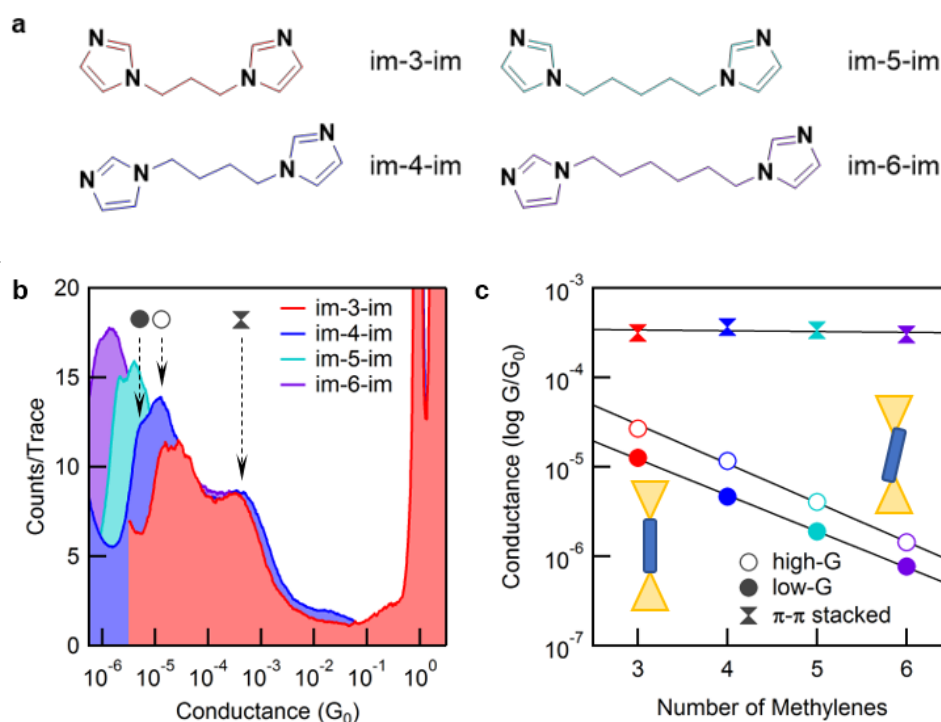 a
N N
N N
im-3-im
N N
N N
im-5-im
N N
N N
im-4-im
N N
N N
im-6-im
b
20
15
10
5
0
Counts/Trace
im-3-im
im-4-im
im-5-im
im-6-im
10⁻⁶ 10⁻⁵ 10⁻⁴ 10⁻³ 10⁻² 10⁻¹ 10⁰
Conductance (G₀)
c
10⁻³
10⁻⁴
10⁻⁵
10⁻⁶
10⁻⁷
Conductance (log G/G₀)
high-G
low-G
π-π stacked
3 4 5 6
Number of Methylenes